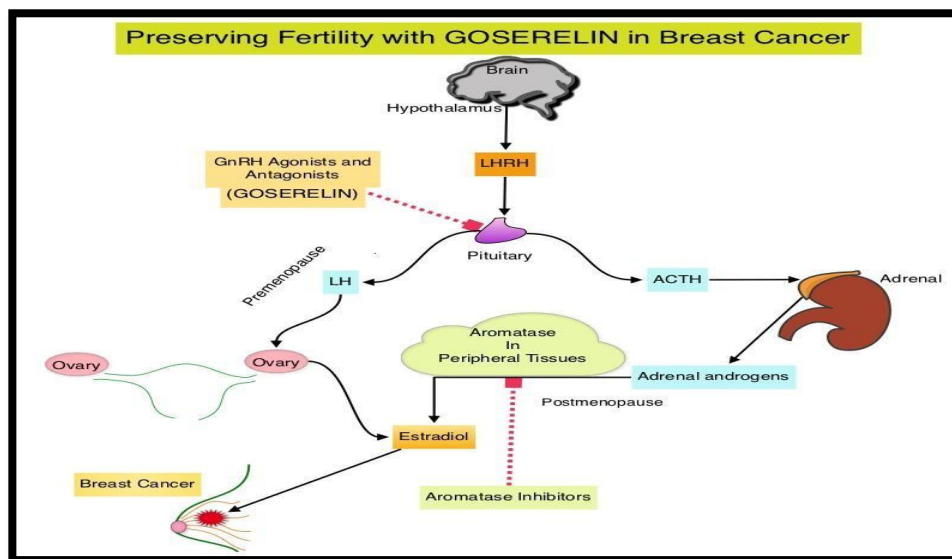 Preserving Fertility with GOSERELIN in Breast Cancer
Brain
Hypothalamus
LHRH
GnRH Agonists and
Antagonists
(GOSERELIN)
Pituitary
Premenopause
LH
ACTH
Adrenal
Ovary
Ovary
Aromatase
In
Peripheral Tissues
Adrenal androgens
Postmenopause
Estradiol
Breast Cancer
Aromatase Inhibitors